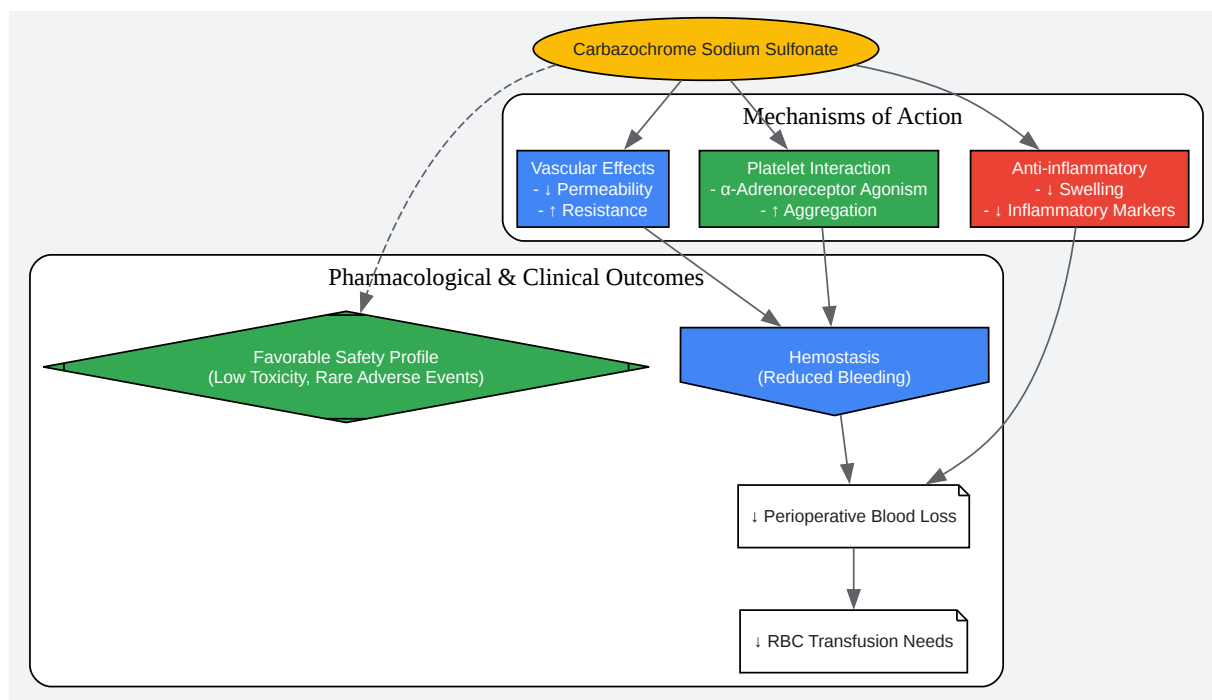 Carbazochrome Sodium Sulfonate
Mechanisms of Action
Vascular Effects
- ↓ Permeability
- ↑ Resistance
Platelet Interaction
- α-Adrenoreceptor Agonism
- ↑ Aggregation
Anti-inflammatory
- ↓ Swelling
- ↓ Inflammatory Markers
Pharmacological & Clinical Outcomes
Favorable Safety Profile
(Low Toxicity, Rare Adverse Events)
Hemostasis
(Reduced Bleeding)
↓ Perioperative Blood Loss
↓ RBC Transfusion Needs